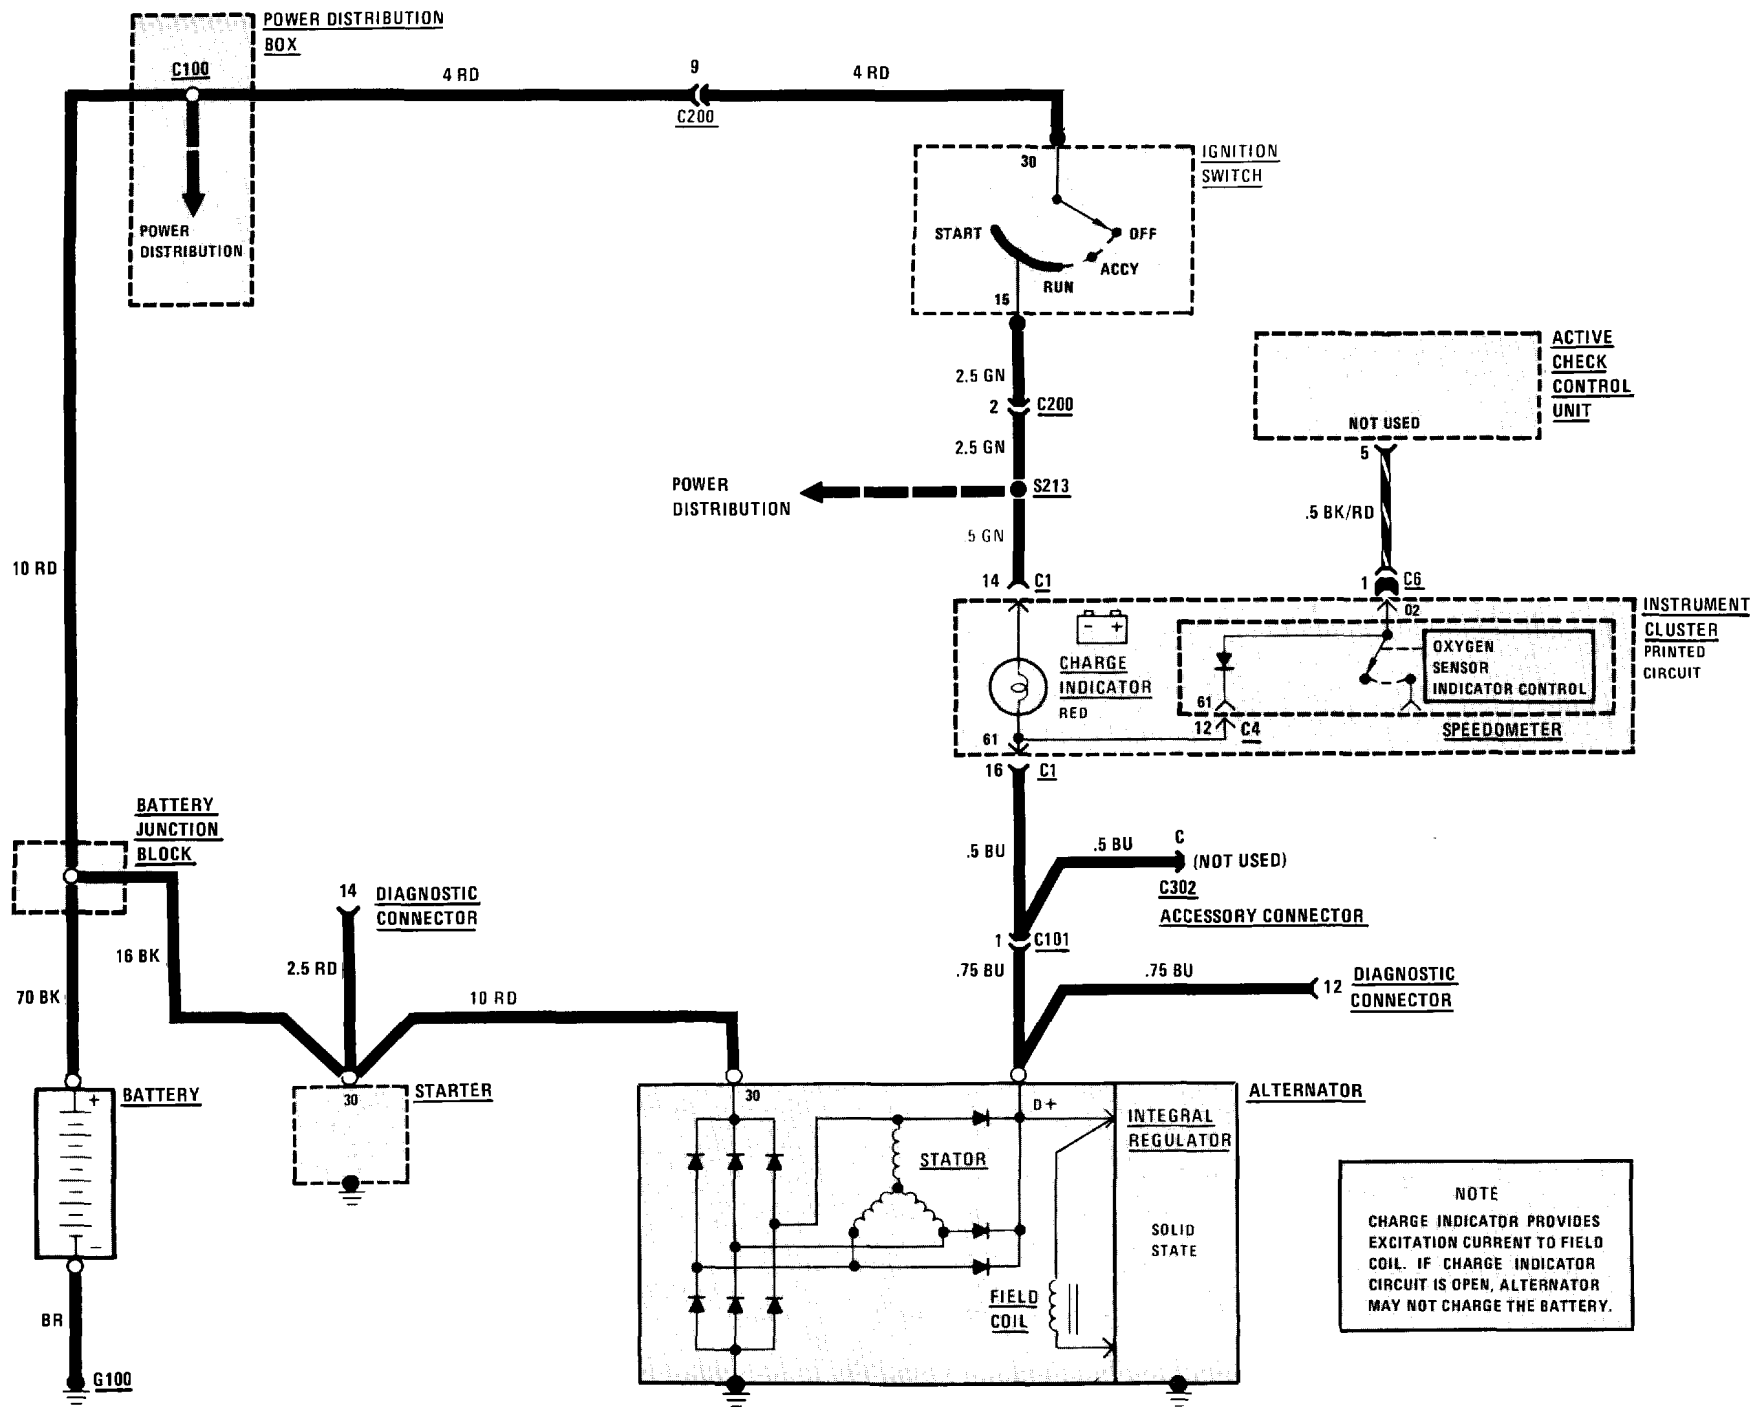 POWER DISTRIBUTION
BOX
C100
4 RD
9
4 RD
C200
POWER
DISTRIBUTION
30
IGNITION
SWITCH
START
OFF
ACCY
RUN
15
2.5 GN
2
C200
2.5 GN
POWER
DISTRIBUTION
S213
.5 GN
14
C1
ACTIVE
CHECK
CONTROL
UNIT
NOT USED
5
.5 BK/RD
1
C6
02
INSTRUMENT
CLUSTER
PRINTED
CIRCUIT
- +
CHARGE
INDICATOR
RED
OXYGEN
SENSOR
INDICATOR CONTROL
61
12
C4
SPEEDOMETER
61
16
C1
10 RD
BATTERY
JUNCTION
BLOCK
.5 BU
.5 BU
C
(NOT USED)
C302
ACCESSORY CONNECTOR
1
C101
14
DIAGNOSTIC
CONNECTOR
16 BK
2.5 RD
70 BK
10 RD
.75 BU
.75 BU
12
DIAGNOSTIC
CONNECTOR
+
BATTERY
-
30
STARTER
30
D+
ALTERNATOR
INTEGRAL
REGULATOR
STATOR
SOLID
STATE
FIELD
COIL
BR
G100
NOTE
CHARGE INDICATOR PROVIDES
EXCITATION CURRENT TO FIELD
COIL. IF CHARGE INDICATOR
CIRCUIT IS OPEN, ALTERNATOR
MAY NOT CHARGE THE BATTERY.